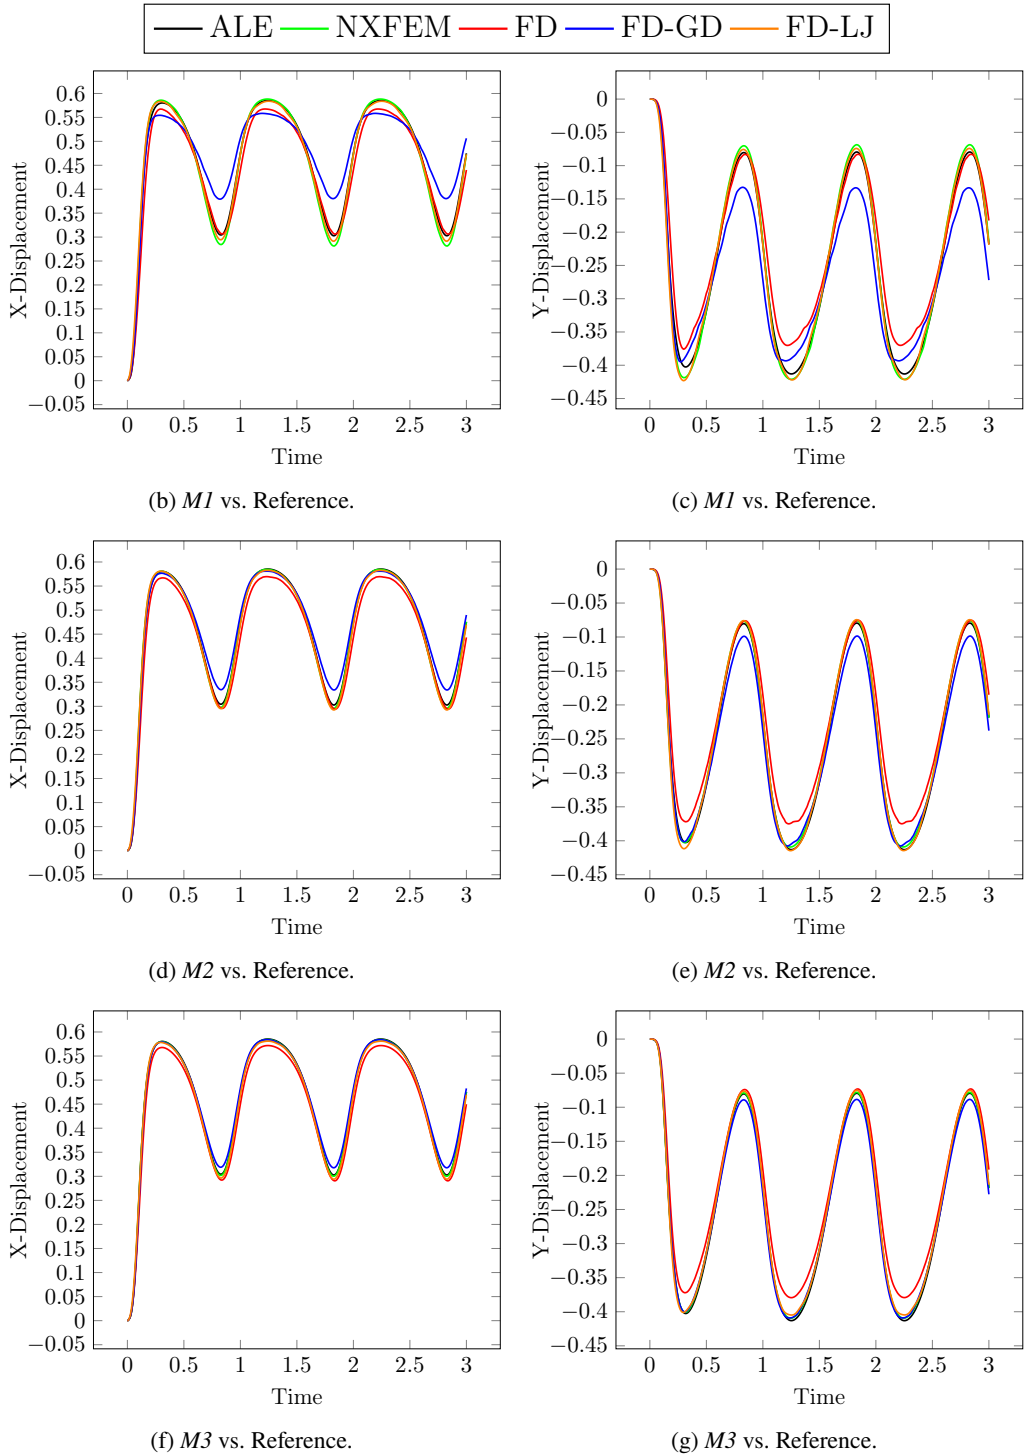 ALE NXFEM FD FD-GD FD-LJ
0.6
0.55
0.5
0.45
0.4
0.35
0.3
0.25
0.2
0.15
0.1
0.05
0
−0.05
X-Displacement
0 0.5 1 1.5 2 2.5 3
Time
(b) M1 vs. Reference.
0
−0.05
−0.1
−0.15
−0.2
−0.25
−0.3
−0.35
−0.4
−0.45
Y-Displacement
0 0.5 1 1.5 2 2.5 3
Time
(c) M1 vs. Reference.
0.6
0.55
0.5
0.45
0.4
0.35
0.3
0.25
0.2
0.15
0.1
0.05
0
−0.05
X-Displacement
0 0.5 1 1.5 2 2.5 3
Time
(d) M2 vs. Reference.
0
−0.05
−0.1
−0.15
−0.2
−0.25
−0.3
−0.35
−0.4
−0.45
Y-Displacement
0 0.5 1 1.5 2 2.5 3
Time
(e) M2 vs. Reference.
0.6
0.55
0.5
0.45
0.4
0.35
0.3
0.25
0.2
0.15
0.1
0.05
0
−0.05
X-Displacement
0 0.5 1 1.5 2 2.5 3
Time
(f) M3 vs. Reference.
0
−0.05
−0.1
−0.15
−0.2
−0.25
−0.3
−0.35
−0.4
−0.45
Y-Displacement
0 0.5 1 1.5 2 2.5 3
Time
(g) M3 vs. Reference.